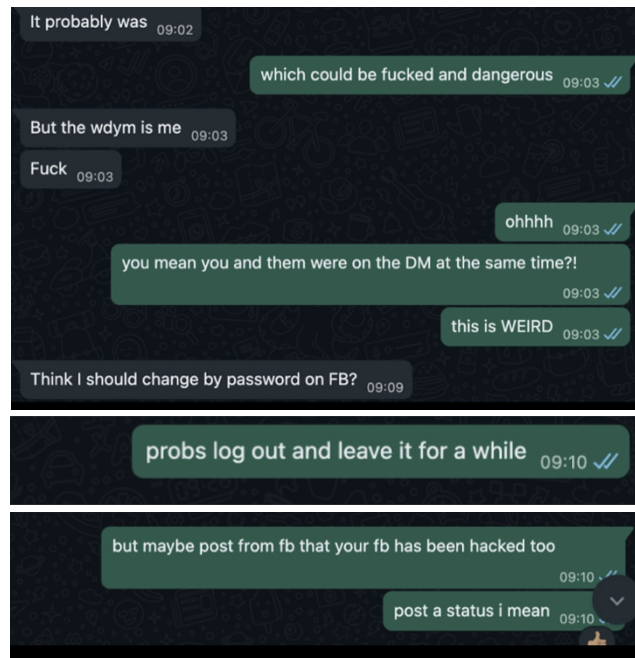 It probably was 09:02
which could be fucked and dangerous 09:03
But the wdym is me 09:03
Fuck 09:03
ohhhh 09:03
you mean you and them were on the DM at the same time?!
09:03
this is WEIRD 09:03
Think I should change by password on FB? 09:09
probs log out and leave it for a while 09:10
but maybe post from fb that your fb has been hacked too
09:10
post a status i mean 09:10